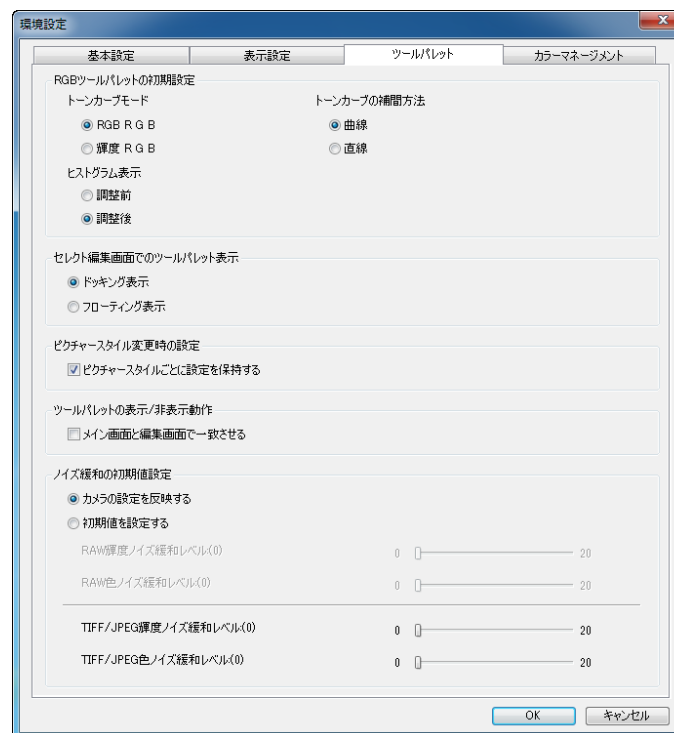 環境設定
基本設定 表示設定 ツールパレット カラーマネージメント
RGBツールパレットの初期設定
トーンカーブモード トーンカーブの補間方法
RGB R G B 曲線
輝度 R G B 直線
ヒストグラム表示
調整前
調整後
セレクト編集画面でのツールパレット表示
ドッキング表示
フローティング表示
ピクチャースタイル変更時の設定
ピクチャースタイルごとに設定を保持する
ツールパレットの表示/非表示動作
メイン画面と編集画面で一致させる
ノイズ緩和の初期値設定
カメラの設定を反映する
初期値を設定する
RAW輝度ノイズ緩和レベル:(0) 0 20
RAW色ノイズ緩和レベル:(0) 0 20
TIFF/JPEG輝度ノイズ緩和レベル:(0) 0 20
TIFF/JPEG色ノイズ緩和レベル:(0) 0 20
OK キャンセル